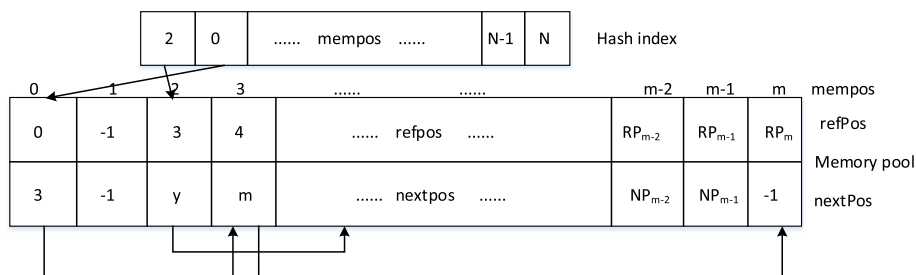 2 0 ...... mempos ...... N-1 N Hash index
0 1 2 3 ...... ...... m-2 m-1 m mempos
0 -1 3 4 ...... refpos ...... RPm-2 RPm-1 RPm refPos
Memory pool
3 -1 y m ...... nextpos ...... NPm-2 NPm-1 -1 nextPos